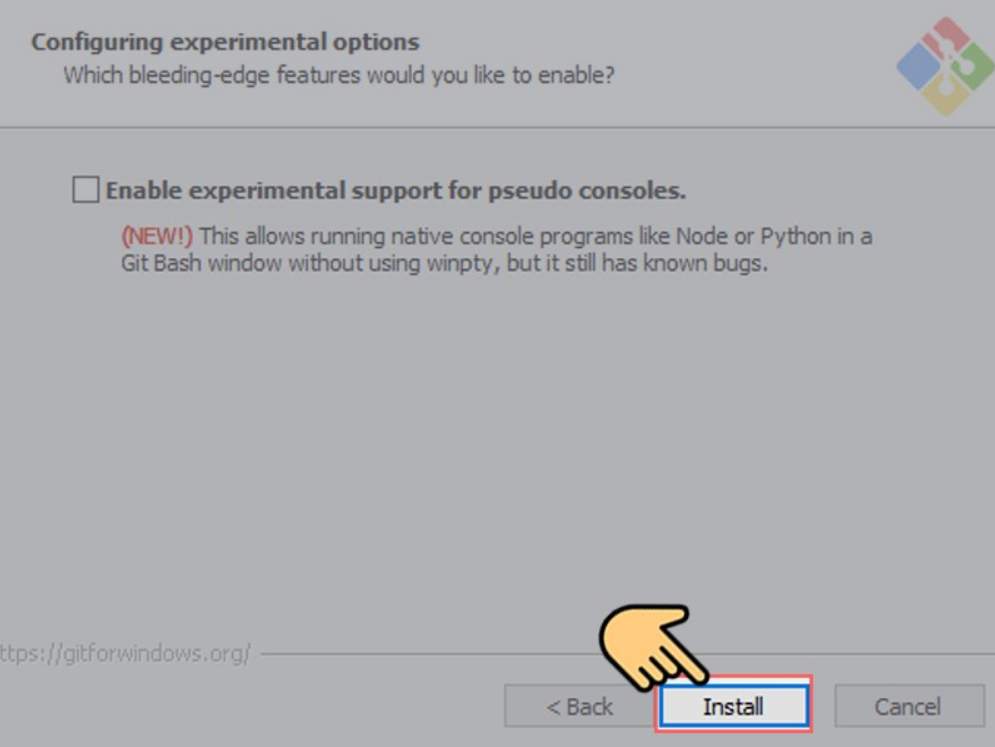 Configuring experimental options
Which bleeding-edge features would you like to enable?
Enable experimental support for pseudo consoles.
(NEW!) This allows running native console programs like Node or Python in a
Git Bash window without using winpty, but it still has known bugs.
ttps://gitforwindows.org/
< Back
Install
Cancel